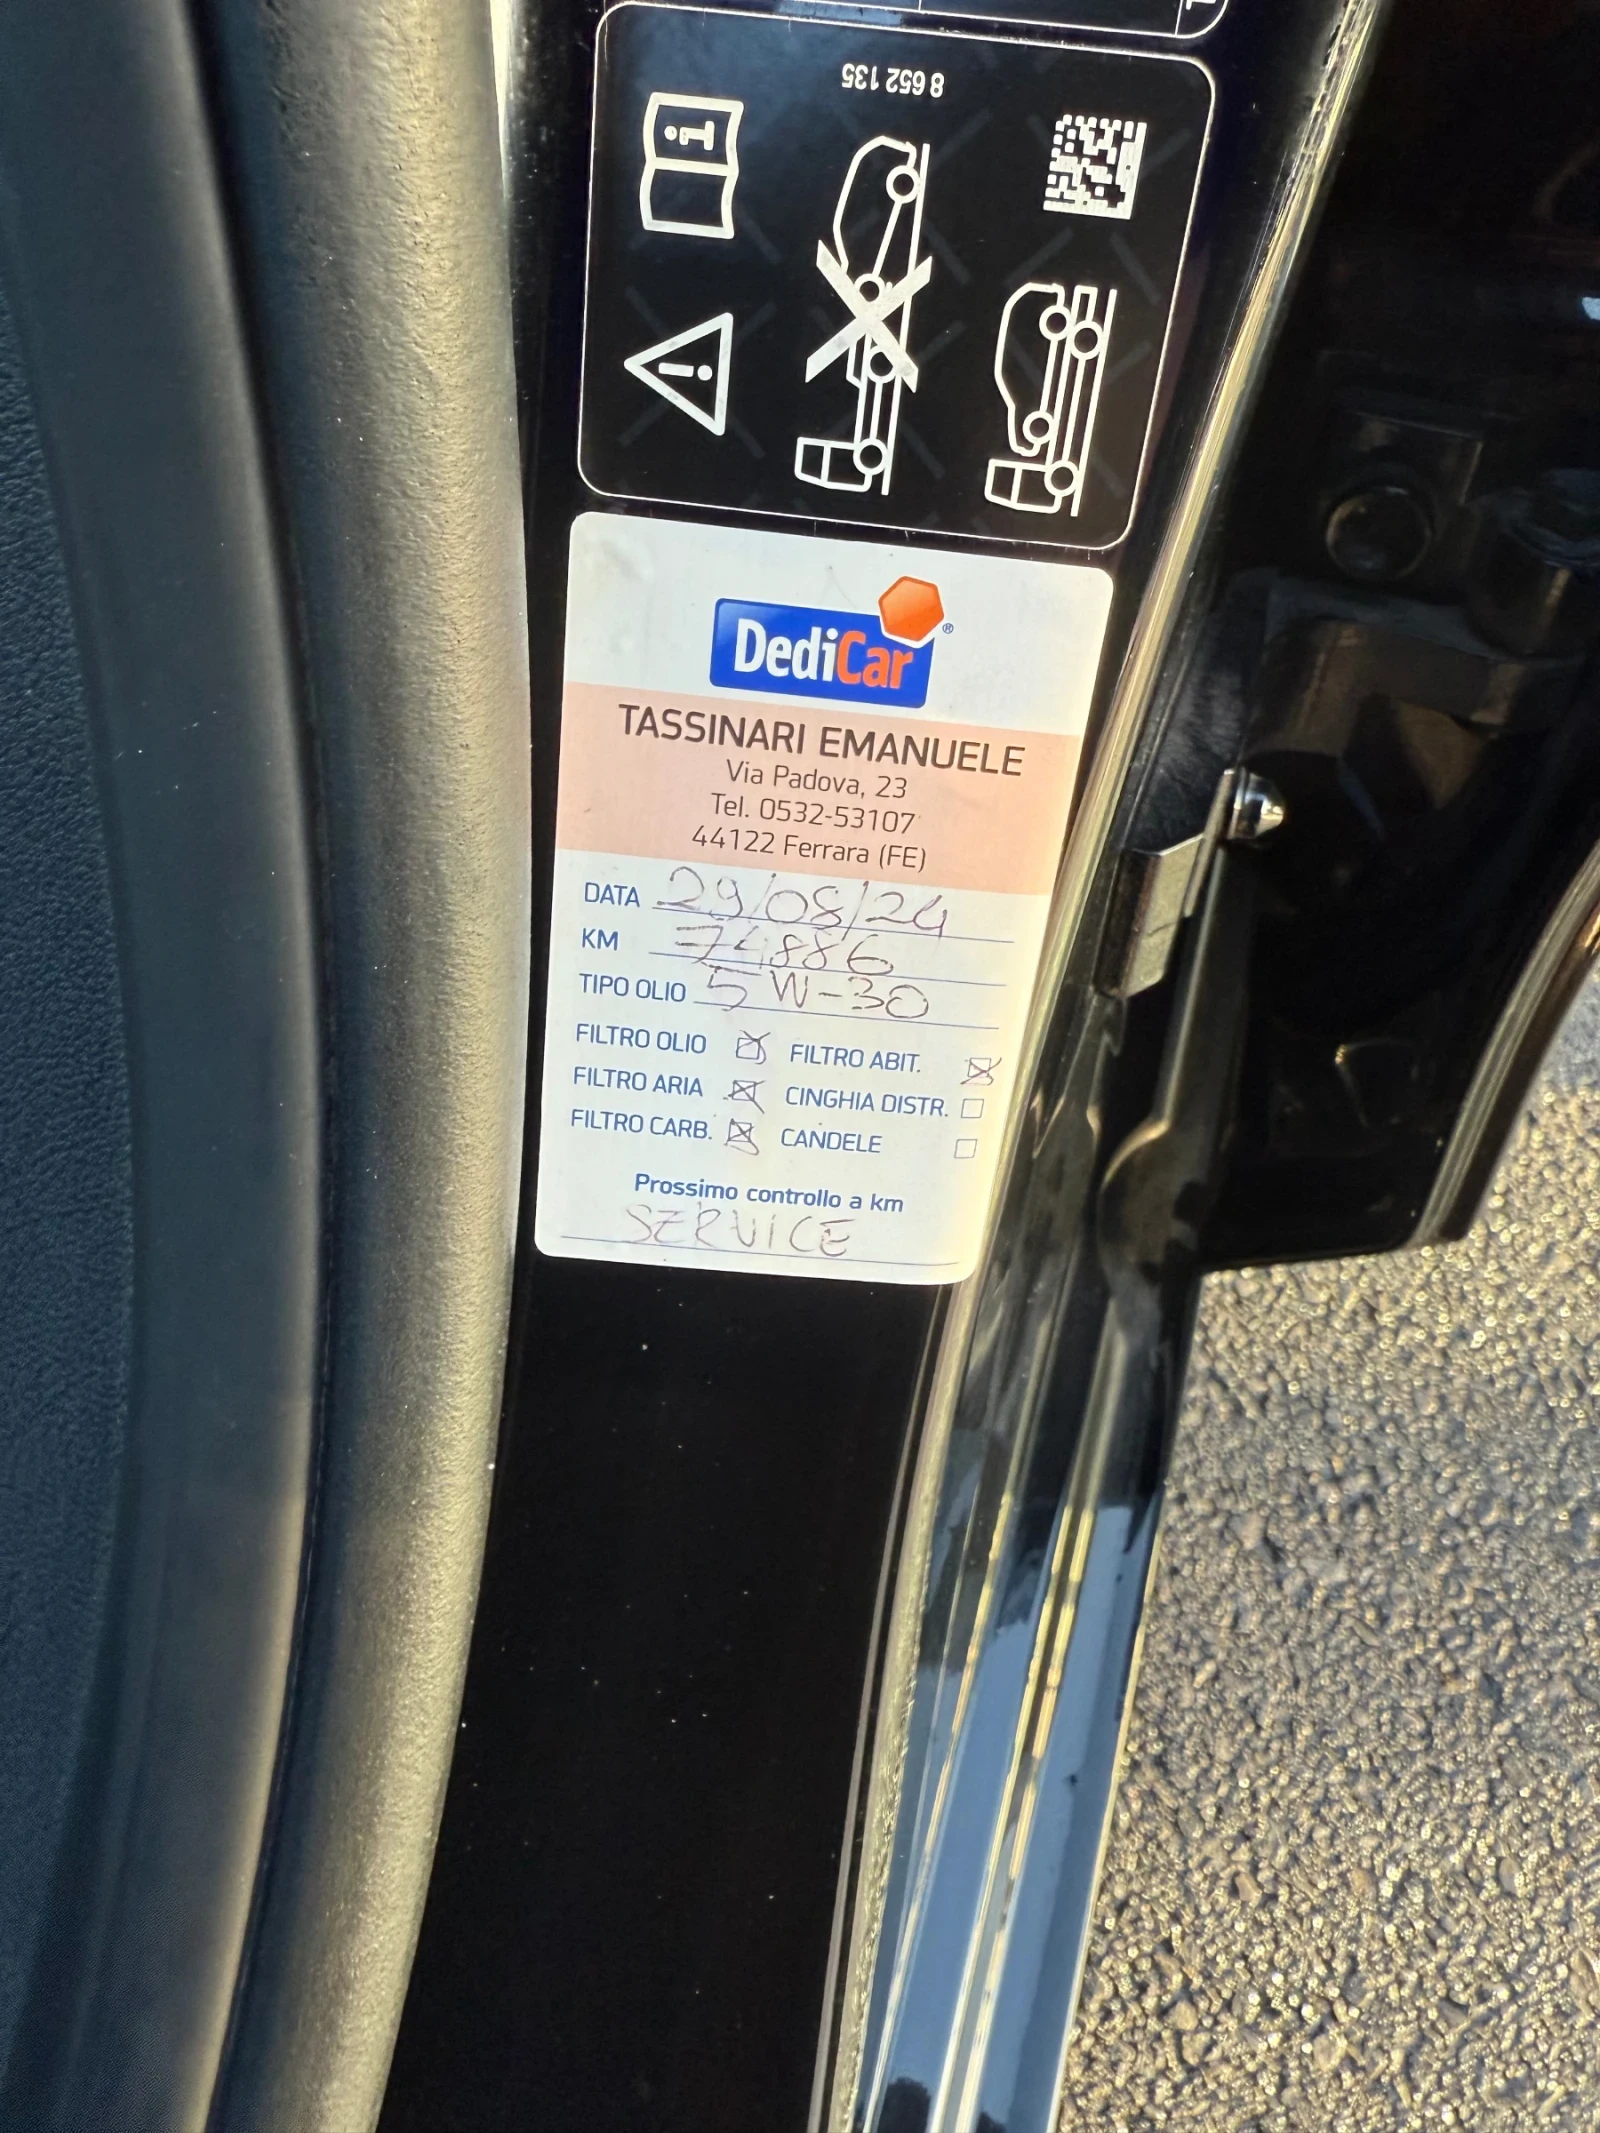 8 652 135
DediCar®
TASSINARI EMANUELE
Via Padova, 23
Tel. 0532-53107
44122 Ferrara (FE)
DATA 29/08/24
KM 74886
TIPO OLIO 5W-30
FILTRO OLIO FILTRO ABIT.
FILTRO ARIA CINGHIA DISTR.
FILTRO CARB. CANDELE
Prossimo controllo a km
SERVICE